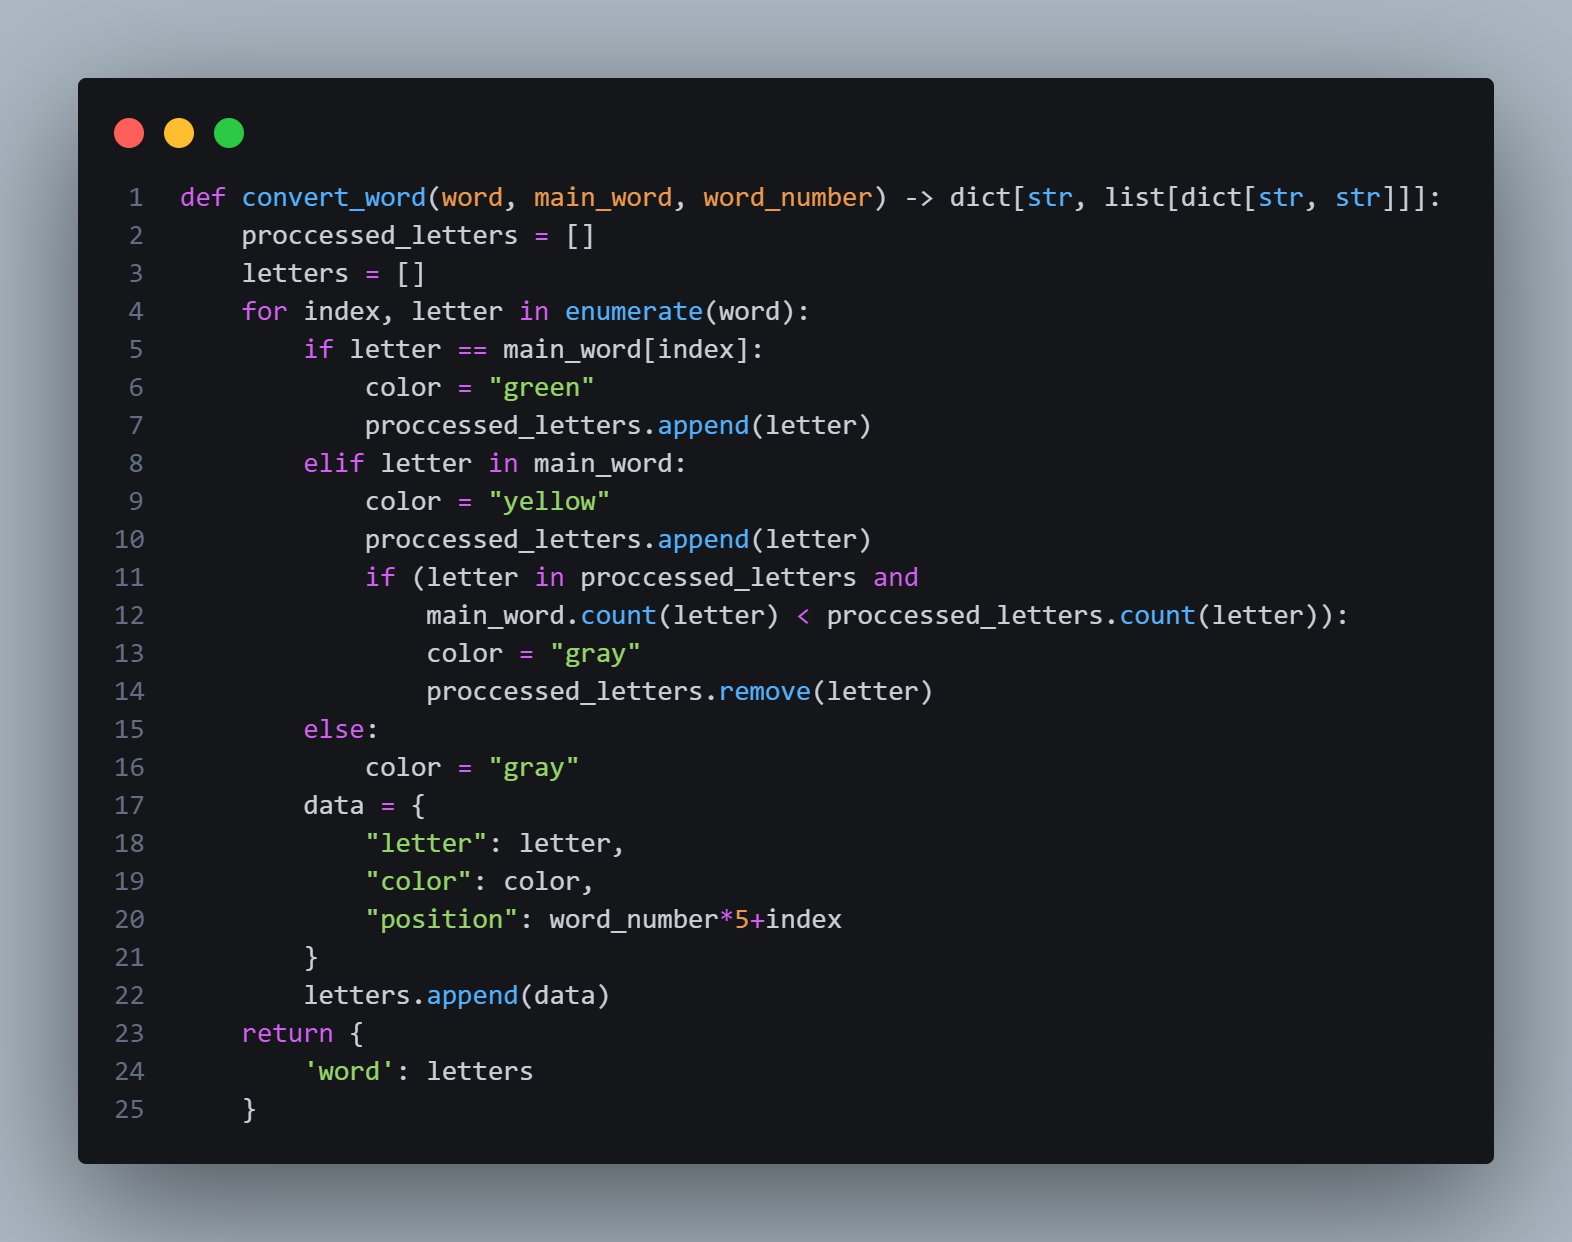 1 def convert_word(word, main_word, word_number) -> dict[str, list[dict[str, str]]]:
2     proccessed_letters = []
3     letters = []
4     for index, letter in enumerate(word):
5         if letter == main_word[index]:
6             color = "green"
7             proccessed_letters.append(letter)
8         elif letter in main_word:
9             color = "yellow"
10             proccessed_letters.append(letter)
11             if (letter in proccessed_letters and
12                 main_word.count(letter) < proccessed_letters.count(letter)):
13                 color = "gray"
14                 proccessed_letters.remove(letter)
15         else:
16             color = "gray"
17         data = {
18             "letter": letter,
19             "color": color,
20             "position": word_number*5+index
21         }
22         letters.append(data)
23     return {
24         'word': letters
25     }